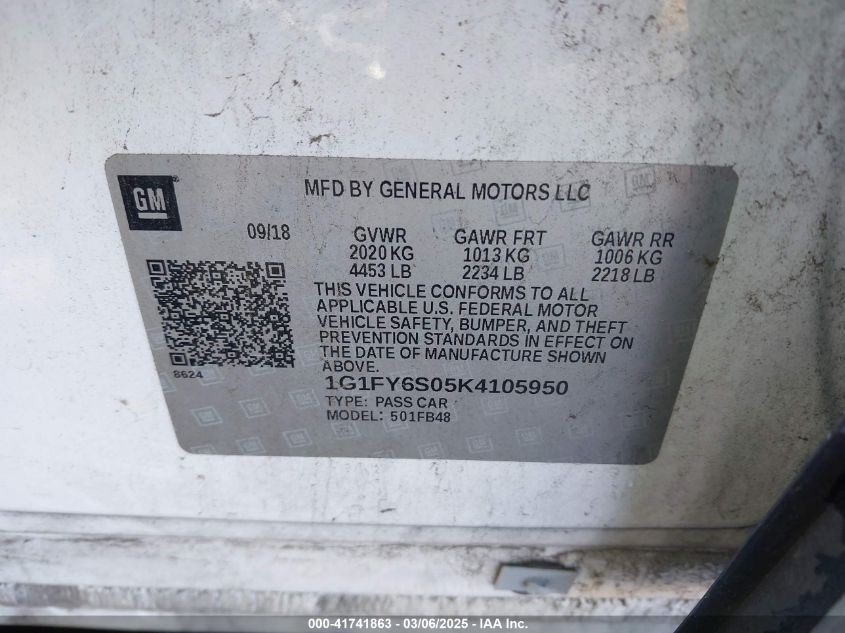 GM
MFD BY GENERAL MOTORS LLC
09/18
GVWR GAWR FRT GAWR RR
2020 KG 1013 KG 1006 KG
4453 LB 2234 LB 2218 LB
THIS VEHICLE CONFORMS TO ALL
APPLICABLE U.S. FEDERAL MOTOR
VEHICLE SAFETY, BUMPER, AND THEFT
PREVENTION STANDARDS IN EFFECT ON
THE DATE OF MANUFACTURE SHOWN
ABOVE.
8624
1G1FY6S05K4105950
TYPE: PASS CAR
MODEL: 501FB48
000-41741863 - 03/06/2025 - IAA Inc.